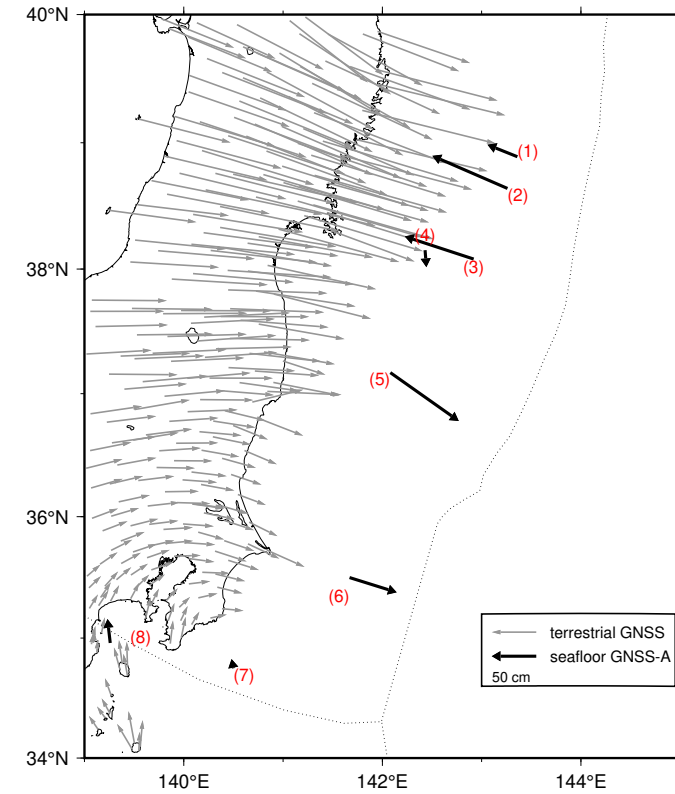 40°N
(1)
(2)
(4)
38°N
(3)
(5)
36°N
(6)
terrestrial GNSS
(8)
seafloor GNSS-A
(7)
50 cm
34°N
140°E 142°E 144°E